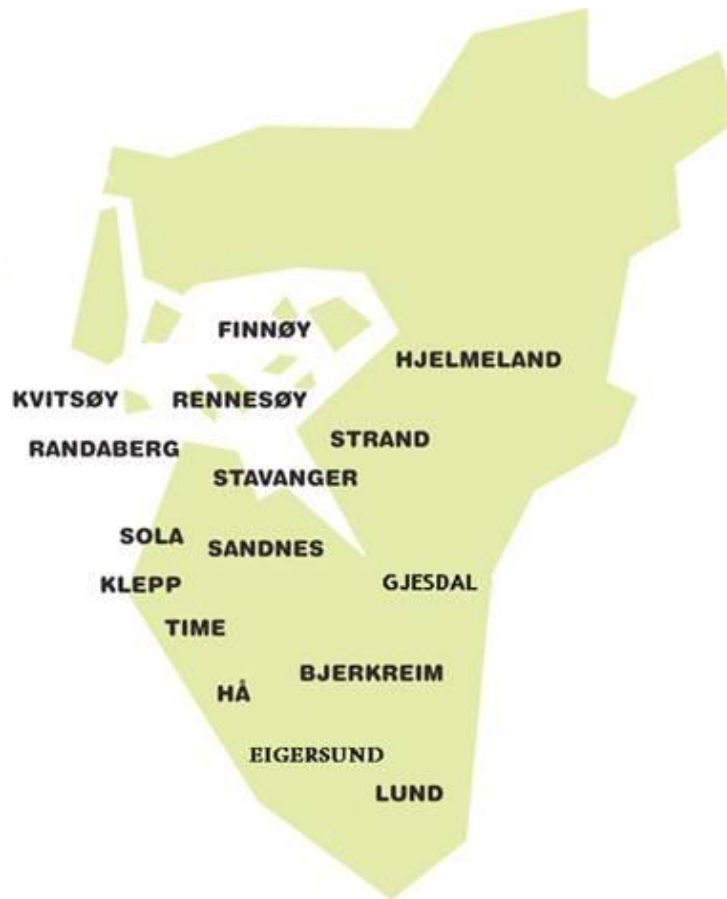 FINNØY
HJELMELAND
KVITSØY
RENNESØY
STRAND
RANDABERG
STAVANGER
SOLA
SANDNES
KLEPP
GJESDAL
TIME
BJERKREIM
HÅ
EIGERSUND
LUND